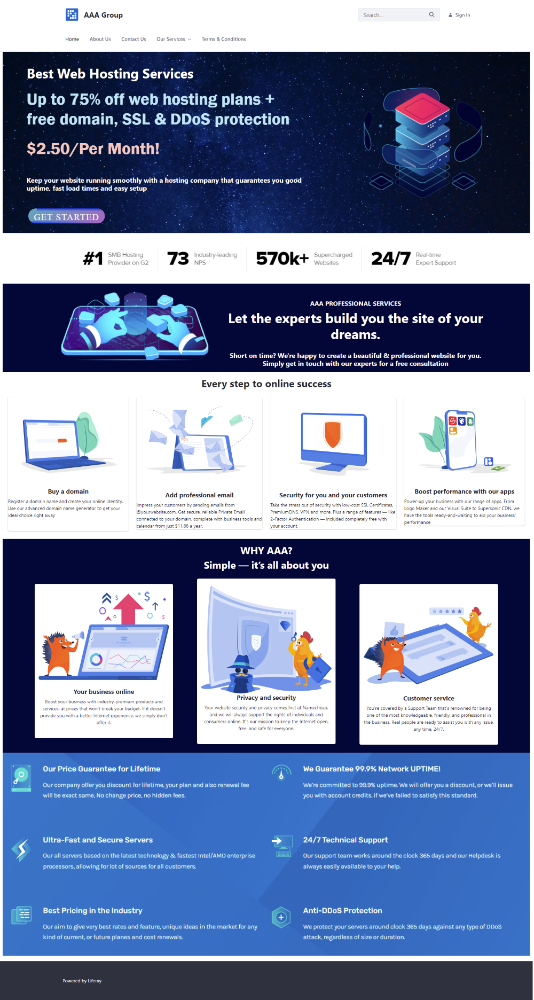 AAA Group
Search...
Sign In
Home
About Us
Contact Us
Our Services
Terms & Conditions
Best Web Hosting Services
Up to 75% off web hosting plans +
free domain, SSL & DDoS protection
$2.50/Per Month!
Keep your website running smoothly with a hosting company that guarantees you good
uptime, fast load times and easy setup
GET STARTED
#1
SMB Hosting
Provider on G2
73
Industry-leading
NPS
570k+
Supercharged
Websites
24/7
Real-time
Expert Support
AAA PROFESSIONAL SERVICES
Let the experts build you the site of your
dreams.
Short on time? We're happy to create a beautiful & professional website for you.
Simply get in touch with our experts for a free consultation
Every step to online success
Buy a domain
Register a domain name and create your online identity.
Use our advanced domain name generator to get your
ideal choice right away
Add professional email
Impress your customers by sending emails from
@yourwebsite.com. Get secure, reliable Private Email
connected to your domain, complete with business tools and
calendar from just $11.88 a year.
Security for you and your customers
Take the stress out of security with low-cost SSL Certificates,
PremiumDNS, VPN and more. Plus a range of features — like
2-Factor Authentication — included completely free with
your account.
Boost performance with our apps
Power-up your business with our range of apps. From
Logo Maker and our Visual Suite to Supersonic CDN, we
have the tools ready-and-waiting to aid your business'
performance
WHY AAA?
Simple — it's all about you
Your business online
Boost your business with industry-premium products and
services, at prices that won't break your budget. If it doesn't
provide you with a better Internet experience, we simply don't
offer it.
Privacy and security
Your website security and privacy comes first at Namecheap,
and we will always support the rights of individuals and
consumers online. It's our mission to keep the Internet open,
free, and safe for everyone.
Customer service
You're covered by a Support Team that's renowned for being
one of the most knowledgeable, friendly, and professional in
the business. Real people are ready to assist you with any issue,
any time, 24/7.
Our Price Guarantee for Lifetime
Our company offer you discount for lifetime, your plan and also renewal fee
will be exact same, No change price, no hidden fees.
We Guarantee 99.9% Network UPTIME!
We're committed to 99.9% uptime. We will offer you a discount, or we'll issue
you with account credits. if we've failed to satisfy this standard.
Ultra-Fast and Secure Servers
Our all servers based on the latest technology & fastest Intel/AMD enterprise
processors, allowing for lot of sources for all customers.
24/7 Technical Support
Our support team works around the clock 365 days and our Helpdesk is
always easily available to your help.
Best Pricing in the Industry
Our aim to give very best rates and feature, unique ideas in the market for any
kind of current, or future planes and cost renewals.
Anti-DDoS Protection
We protect your servers around clock 365 days against any type of DDoS
attack, regardless of size or duration.
Powered by Liferay